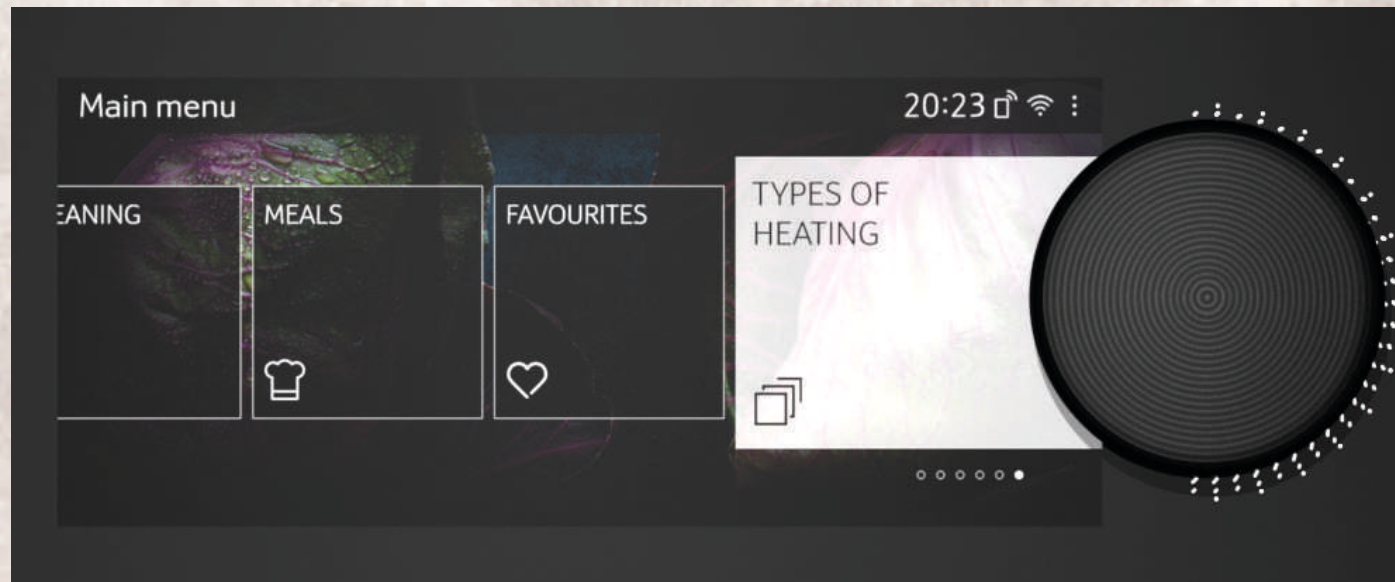 Main menu
20:23
EANING
MEALS
FAVOURITES
TYPES OF
HEATING